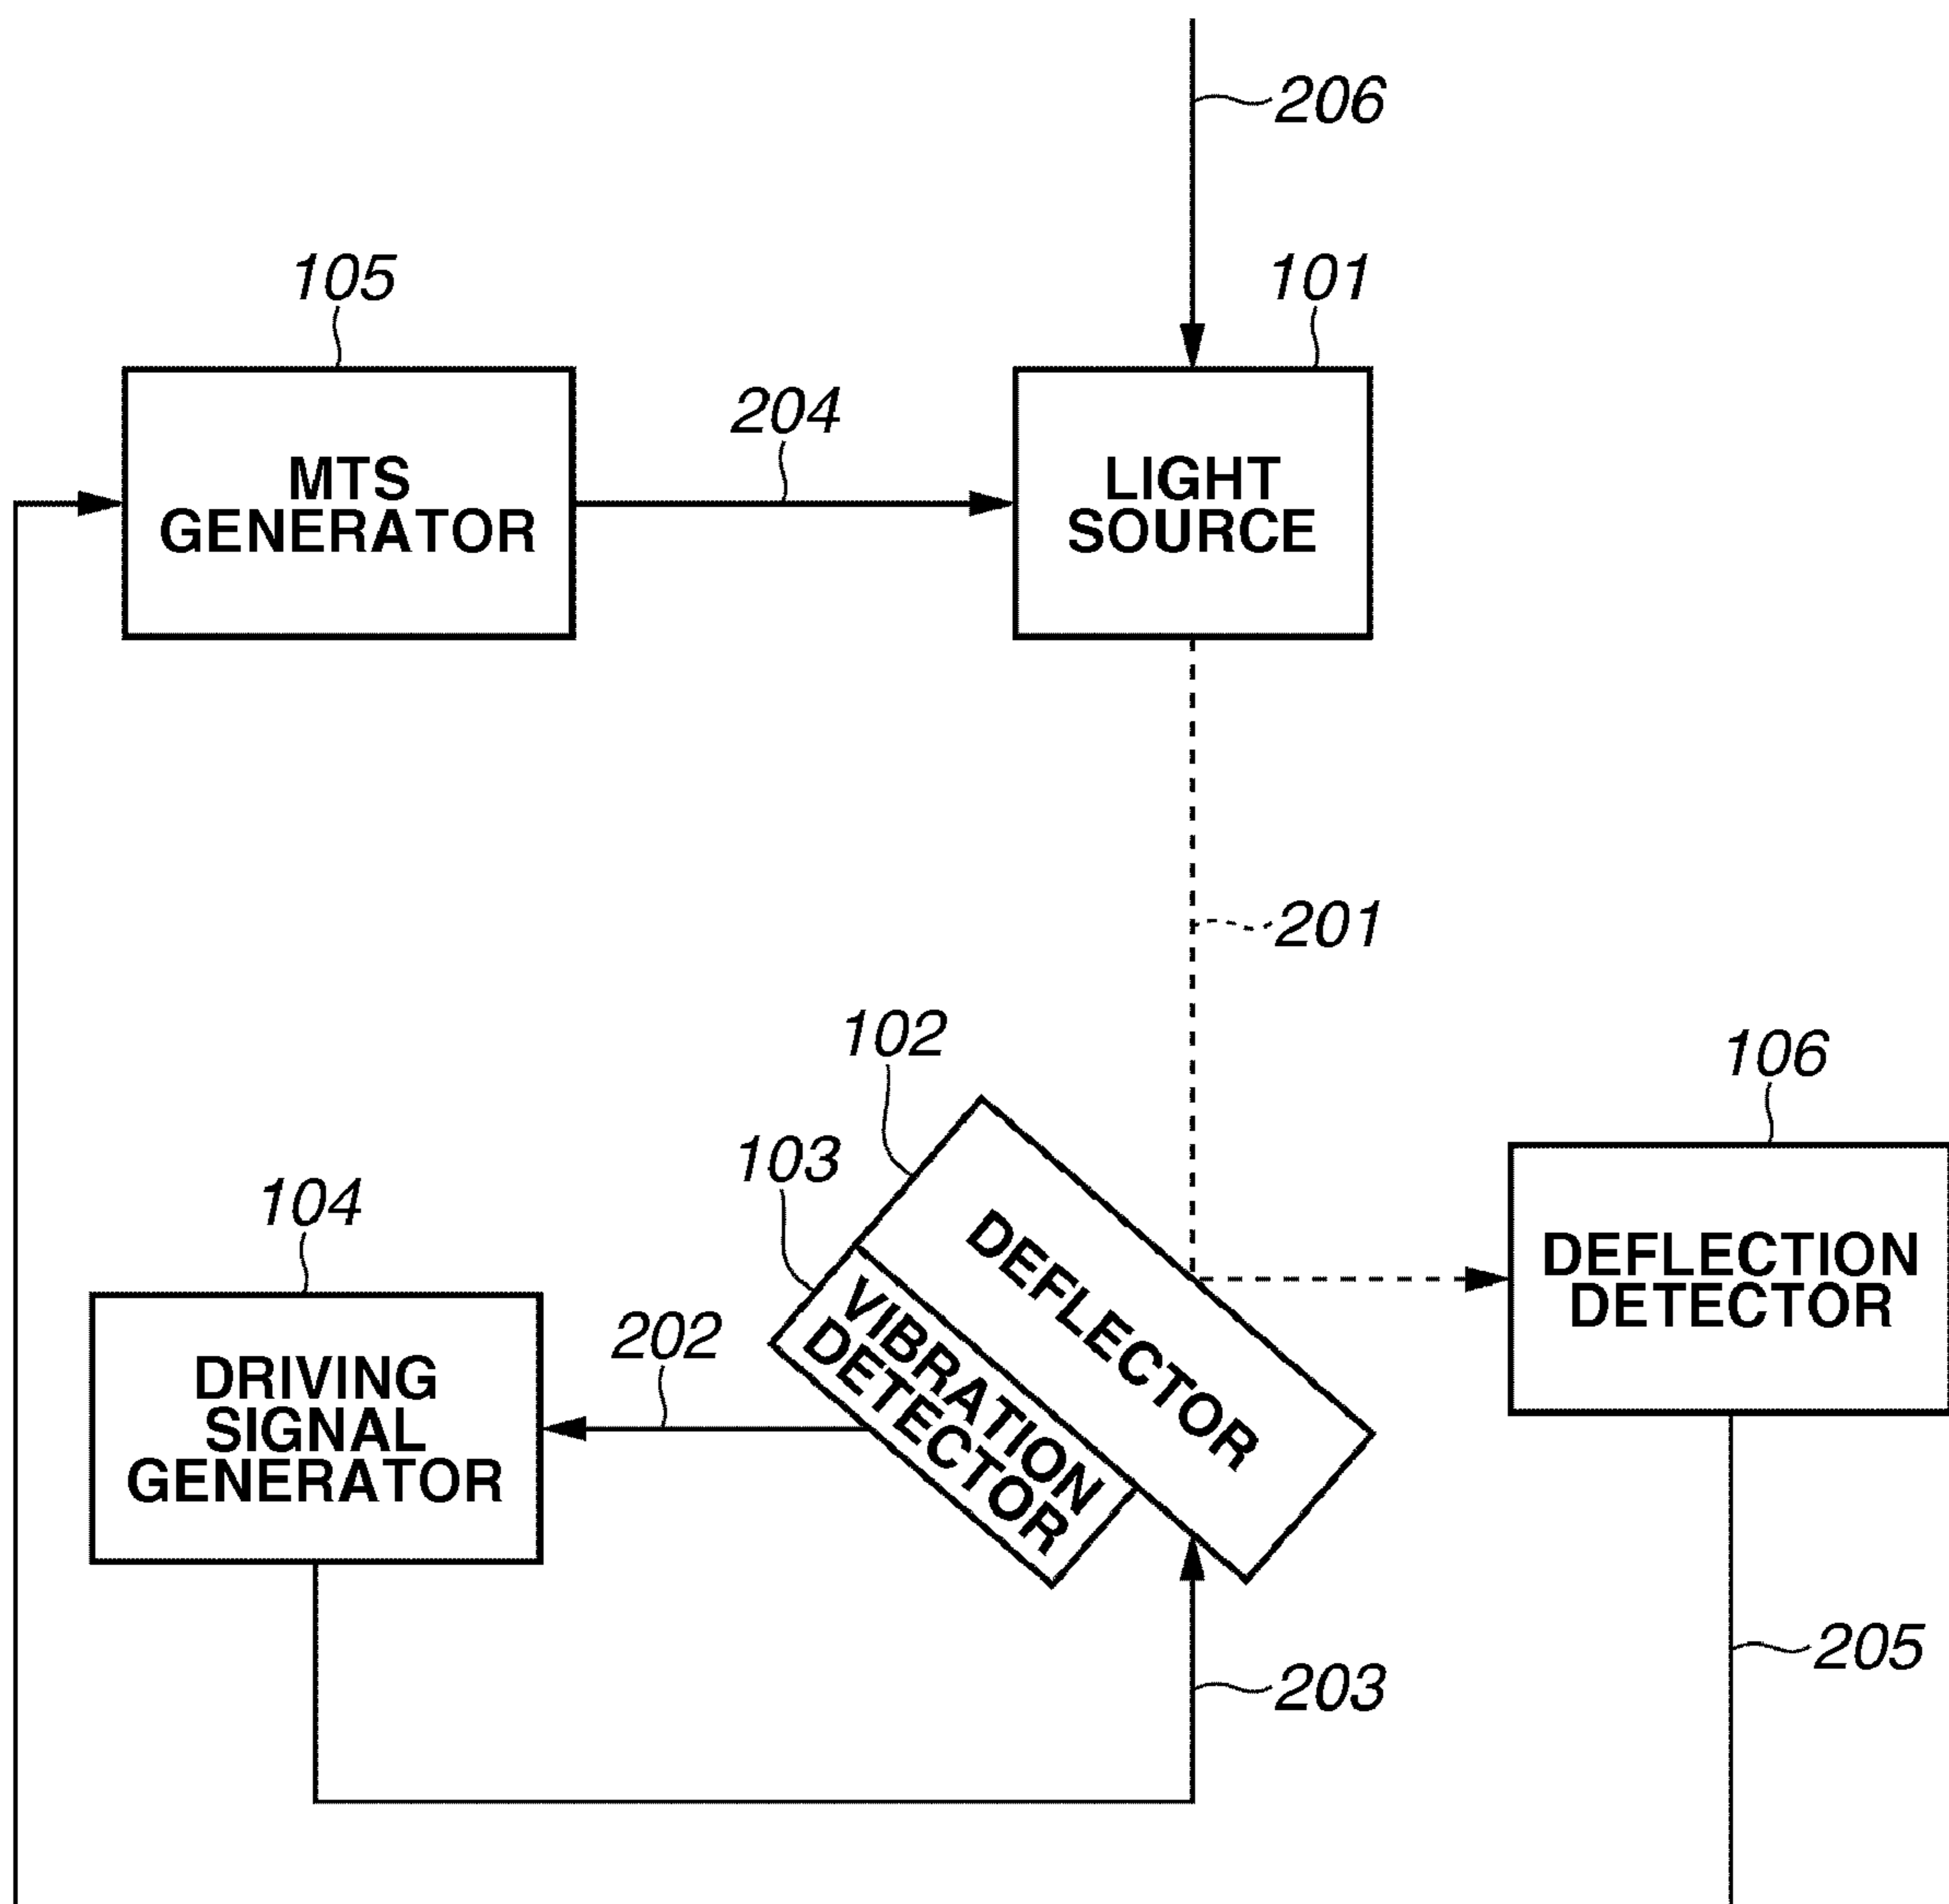 206
105
101
MTS
GENERATOR
204
LIGHT
SOURCE
201
102
106
103
104
DEFLECTOR
VIBRATION
DETECTOR
DEFLECTION
DETECTOR
202
DRIVING
SIGNAL
GENERATOR
203
205